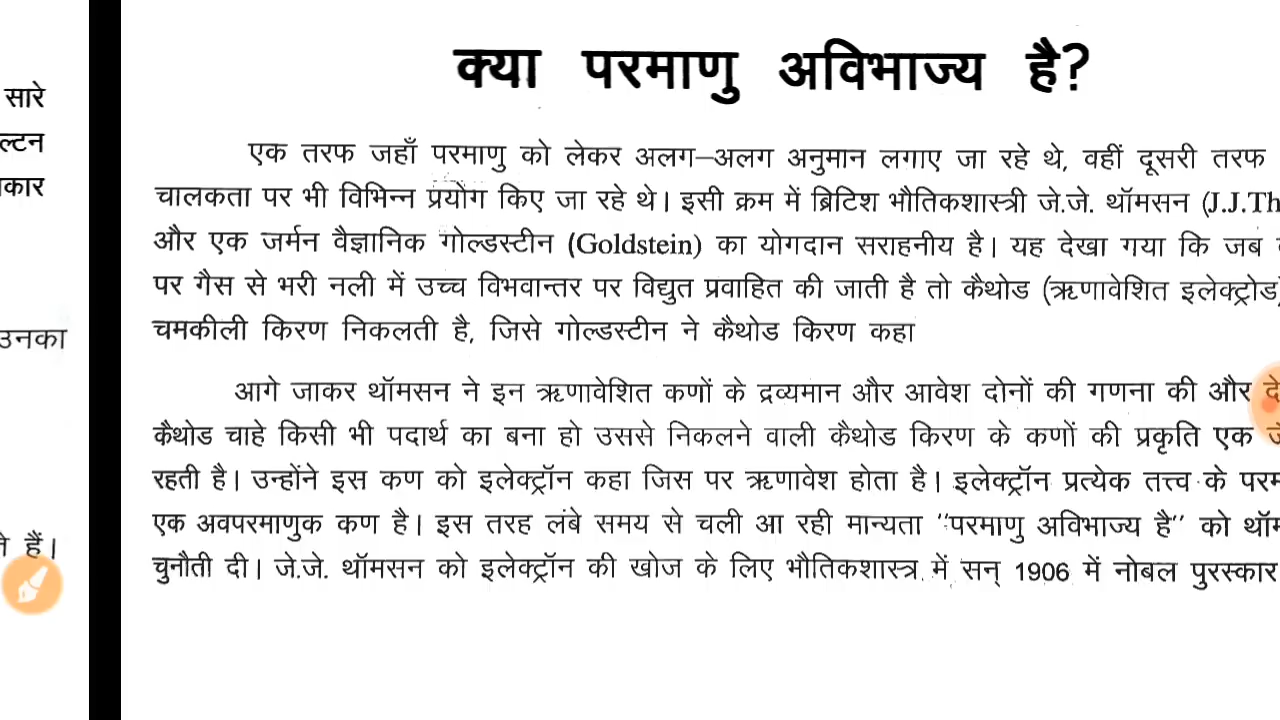 सारे
ल्टन
कार
उनका
हैं।
क्या परमाणु अविभाज्य है?
एक तरफ जहाँ परमाणु को लेकर अलग–अलग अनुमान लगाए जा रहे थे, वहीं दूसरी तरफ
चालकता पर भी विभिन्न प्रयोग किए जा रहे थे। इसी क्रम में ब्रिटिश भौतिकशास्त्री जे.जे. थॉमसन (J.J.Th
और एक जर्मन वैज्ञानिक गोल्डस्टीन (Goldstein) का योगदान सराहनीय है। यह देखा गया कि जब
पर गैस से भरी नली में उच्च विभवान्तर पर विद्युत प्रवाहित की जाती है तो कैथोड (ऋणावेशित इलेक्ट्रोड)
चमकीली किरण निकलती है, जिसे गोल्डस्टीन ने कैथोड किरण कहा
आगे जाकर थॉमसन ने इन ऋणावेशित कणों के द्रव्यमान और आवेश दोनों की गणना की और दे
कैथोड चाहे किसी भी पदार्थ का बना हो उससे निकलने वाली कैथोड किरण के कणों की प्रकृति एक
रहती है। उन्होंने इस कण को इलेक्ट्रॉन कहा जिस पर ऋणावेश होता है। इलेक्ट्रॉन प्रत्येक तत्त्व के परम
एक अवपरमाणुक कण है। इस तरह लंबे समय से चली आ रही मान्यता "परमाणु अविभाज्य है" को थॉम
चुनौती दी। जे.जे. थॉमसन को इलेक्ट्रॉन की खोज के लिए भौतिकशास्त्र में सन् 1906 में नोबल पुरस्कार